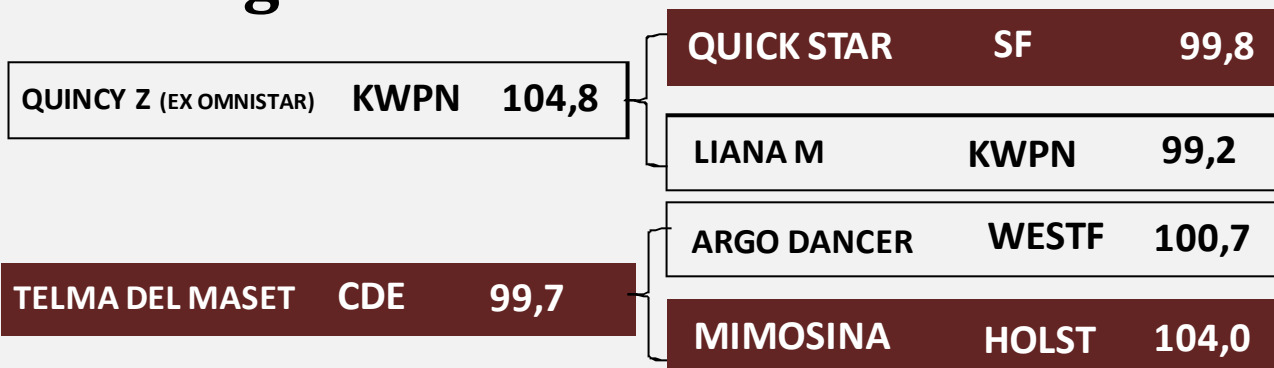 QUICK STAR SF 99,8
QUINCY Z (EX OMNISTAR) KWPN 104,8
LIANA M KWPN 99,2
ARGO DANCER WESTF 100,7
TELMA DEL MASET CDE 99,7
MIMOSINA HOLST 104,0